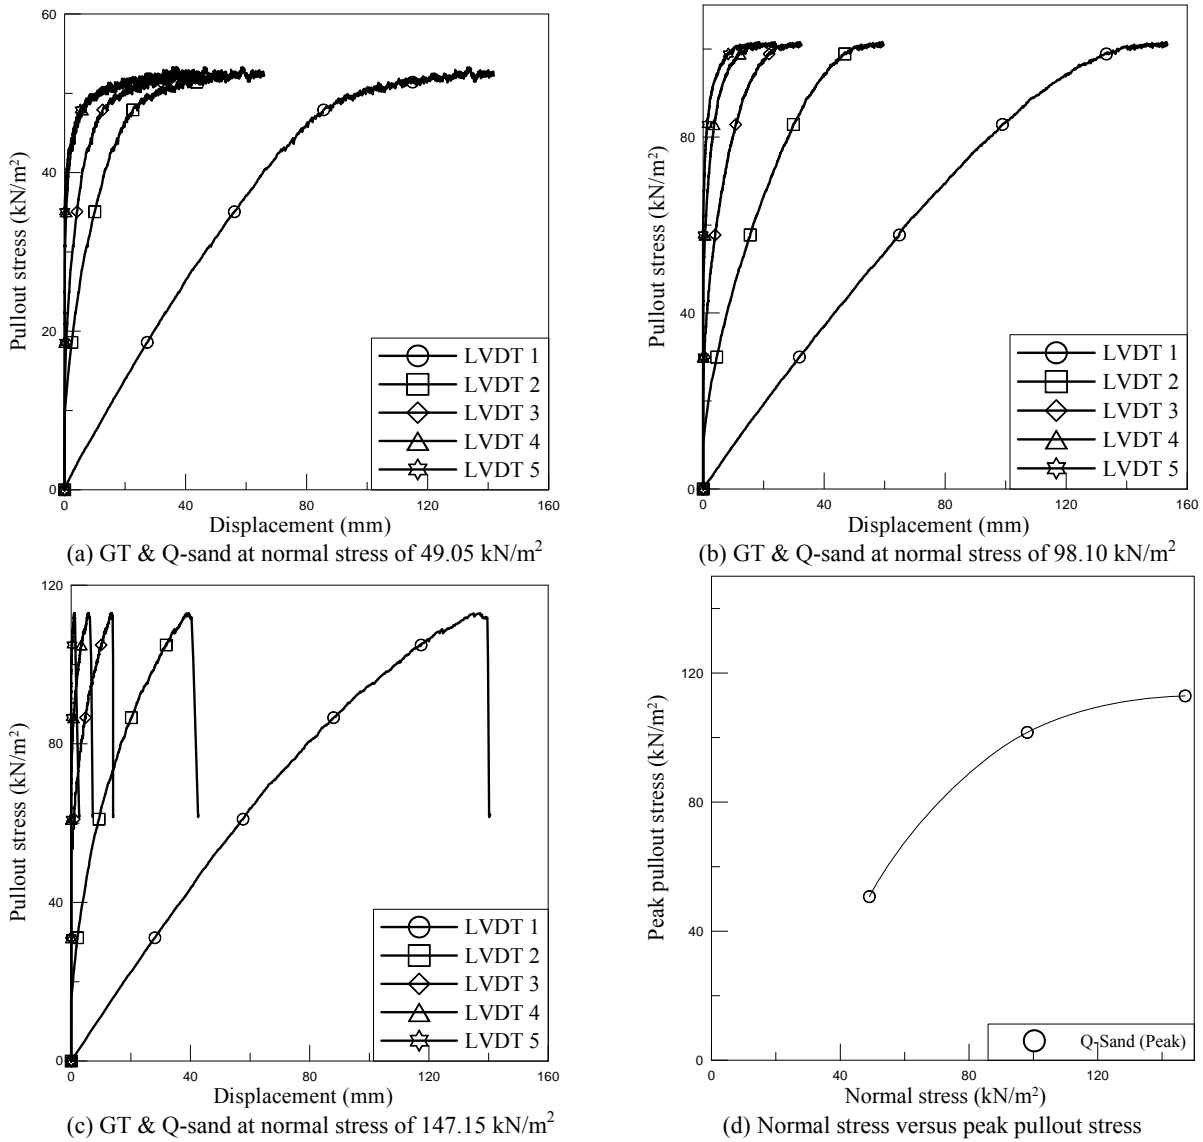 60
40
20
0
Pullout stress (kN/m²)
0 40 80 120 160
Displacement (mm)
LVDT 1
LVDT 2
LVDT 3
LVDT 4
LVDT 5
(a) GT & Q-sand at normal stress of 49.05 kN/m²
80
40
0
Pullout stress (kN/m²)
0 40 80 120 160
Displacement (mm)
LVDT 1
LVDT 2
LVDT 3
LVDT 4
LVDT 5
(b) GT & Q-sand at normal stress of 98.10 kN/m²
120
80
40
0
Pullout stress (kN/m²)
0 40 80 120 160
Displacement (mm)
LVDT 1
LVDT 2
LVDT 3
LVDT 4
LVDT 5
(c) GT & Q-sand at normal stress of 147.15 kN/m²
120
80
40
0
Peak pullout stress (kN/m²)
0 40 80 120
Normal stress (kN/m²)
Q-Sand (Peak)
(d) Normal stress versus peak pullout stress